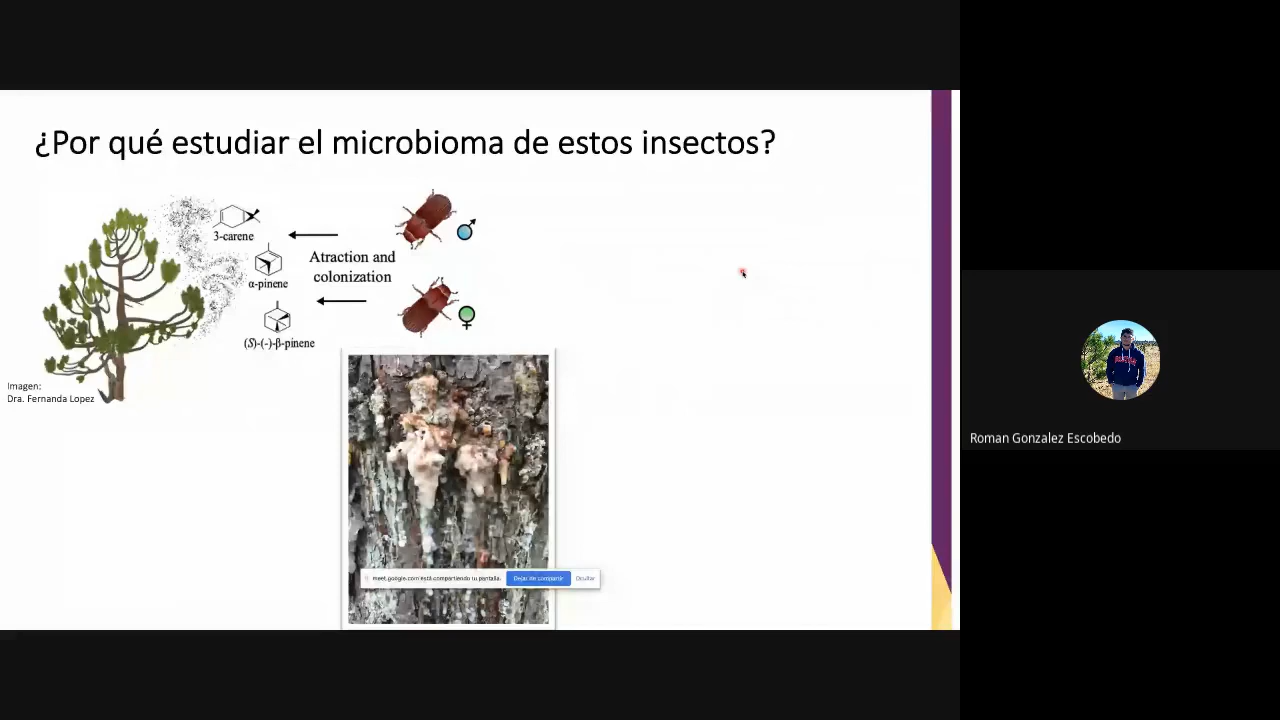 ¿Por qué estudiar el microbioma de estos insectos?
3-carene
Atraction and
colonization
α-pinene
(S)-(-)-β-pinene
Imagen:
Dra. Fernanda Lopez
meet.google.com está compartiendo tu pantalla.
Dejar de compartir
Ocultar
Roman Gonzalez Escobedo